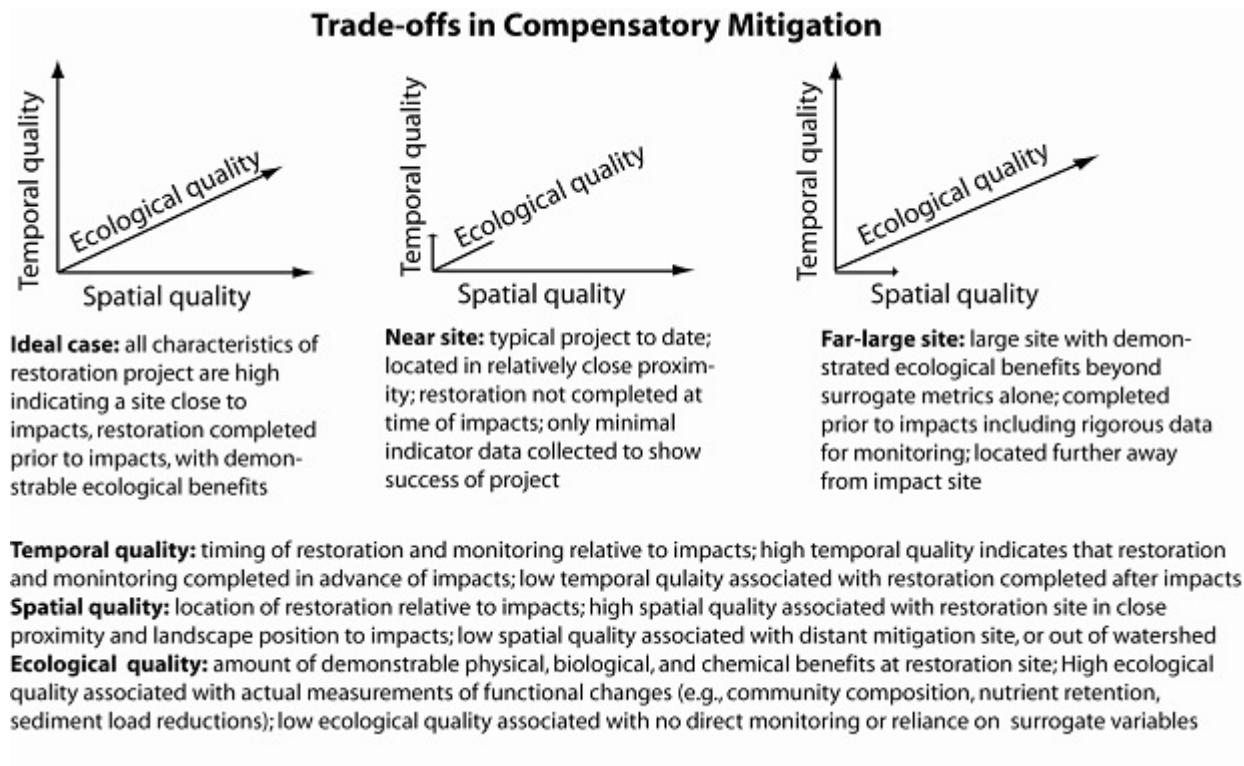 Trade-offs in Compensatory Mitigation
Temporal quality
Ecological quality
Spatial quality
Temporal quality
Ecological quality
Spatial quality
Temporal quality
Ecological quality
Spatial quality
Ideal case: all characteristics of
restoration project are high
indicating a site close to
impacts, restoration completed
prior to impacts, with demon-
strable ecological benefits
Near site: typical project to date;
located in relatively close proxim-
ity; restoration not completed at
time of impacts; only minimal
indicator data collected to show
success of project
Far-large site: large site with demon-
strated ecological benefits beyond
surrogate metrics alone; completed
prior to impacts including rigorous data
for monitoring; located further away
from impact site
Temporal quality: timing of restoration and monitoring relative to impacts; high temporal quality indicates that restoration
and monintoring completed in advance of impacts; low temporal qulaity associated with restoration completed after impacts
Spatial quality: location of restoration relative to impacts; high spatial quality associated with restoration site in close
proximity and landscape position to impacts; low spatial quality associated with distant mitigation site, or out of watershed
Ecological quality: amount of demonstrable physical, biological, and chemical benefits at restoration site; High ecological
quality associated with actual measurements of functional changes (e.g., community composition, nutrient retention,
sediment load reductions); low ecological quality associated with no direct monitoring or reliance on surrogate variables